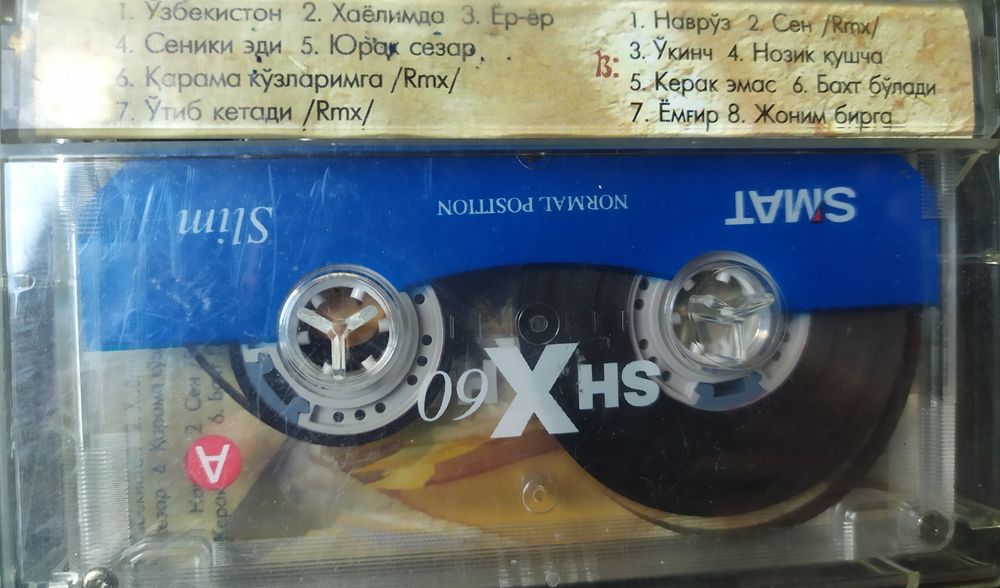 1. Ўзбекистон 2. Хаёлимда 3. Ёр-ёр
4. Сеники эди 5. Юрак сезар
6. Қарама кўзларимга /Rmx/
7. Ўтиб кетади /Rmx/
B:
1. Наврўз 2. Сен /Rmx/
3. Ўкинч 4. Нозик қушча
5. Керак эмас 6. Бахт бўлади
7. Ёмғир 8. Жоним бирга
Slim
NORMAL POSITION
SMAT
SHX 60
A